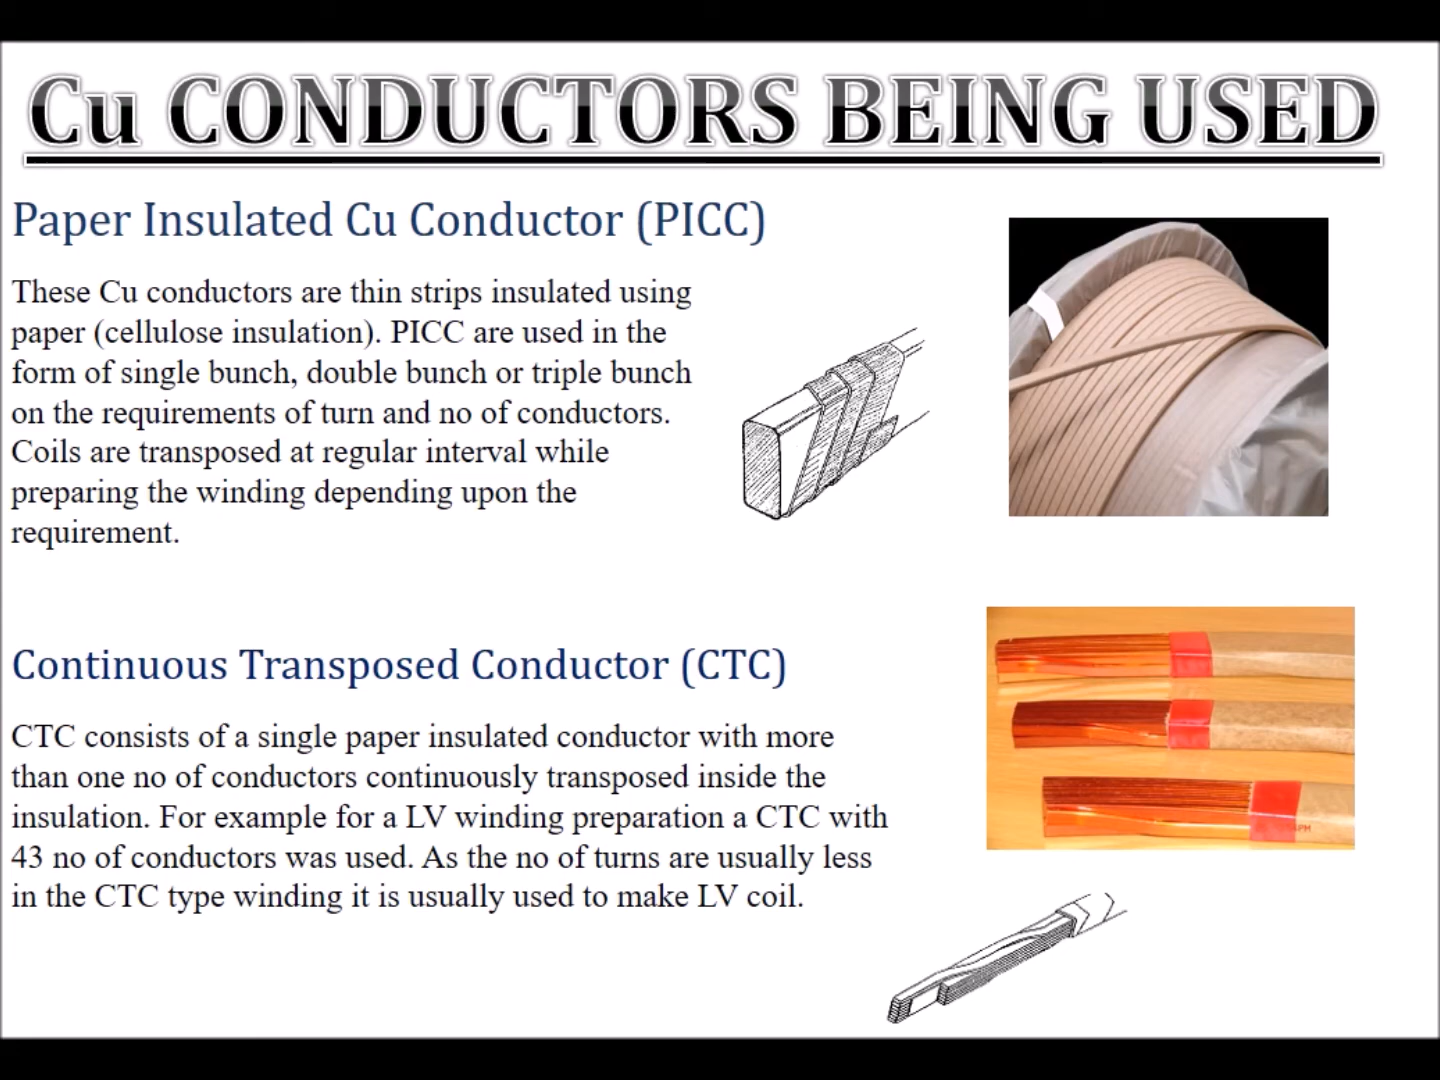 Cu CONDUCTORS BEING USED
Paper Insulated Cu Conductor (PICC)
These Cu conductors are thin strips insulated using
paper (cellulose insulation). PICC are used in the
form of single bunch, double bunch or triple bunch
on the requirements of turn and no of conductors.
Coils are transposed at regular interval while
preparing the winding depending upon the
requirement.
Continuous Transposed Conductor (CTC)
CTC consists of a single paper insulated conductor with more
than one no of conductors continuously transposed inside the
insulation. For example for a LV winding preparation a CTC with
43 no of conductors was used. As the no of turns are usually less
in the CTC type winding it is usually used to make LV coil.